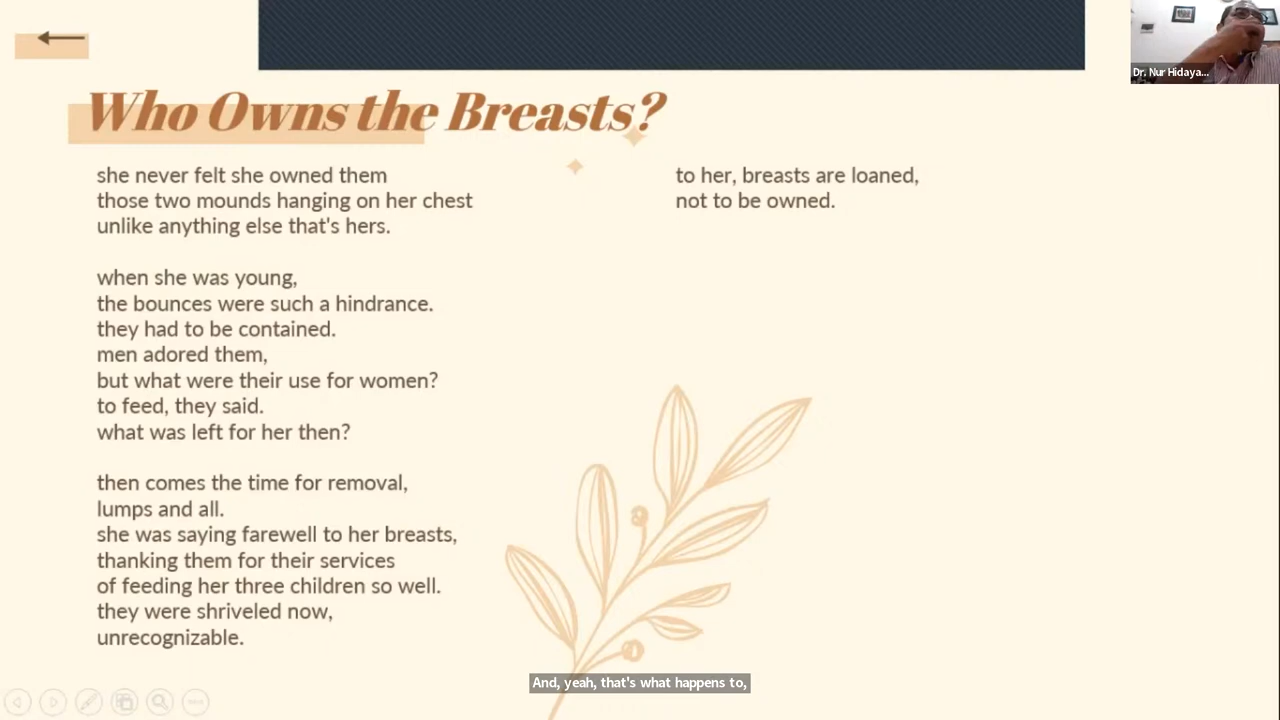 Dr. Nur Hidaya...
Who Owns the Breasts?
she never felt she owned them
those two mounds hanging on her chest
unlike anything else that's hers.
when she was young,
the bounces were such a hindrance.
they had to be contained.
men adored them,
but what were their use for women?
to feed, they said.
what was left for her then?
then comes the time for removal,
lumps and all.
she was saying farewell to her breasts,
thanking them for their services
of feeding her three children so well.
they were shriveled now,
unrecognizable.
to her, breasts are loaned,
not to be owned.
And, yeah, that's what happens to,